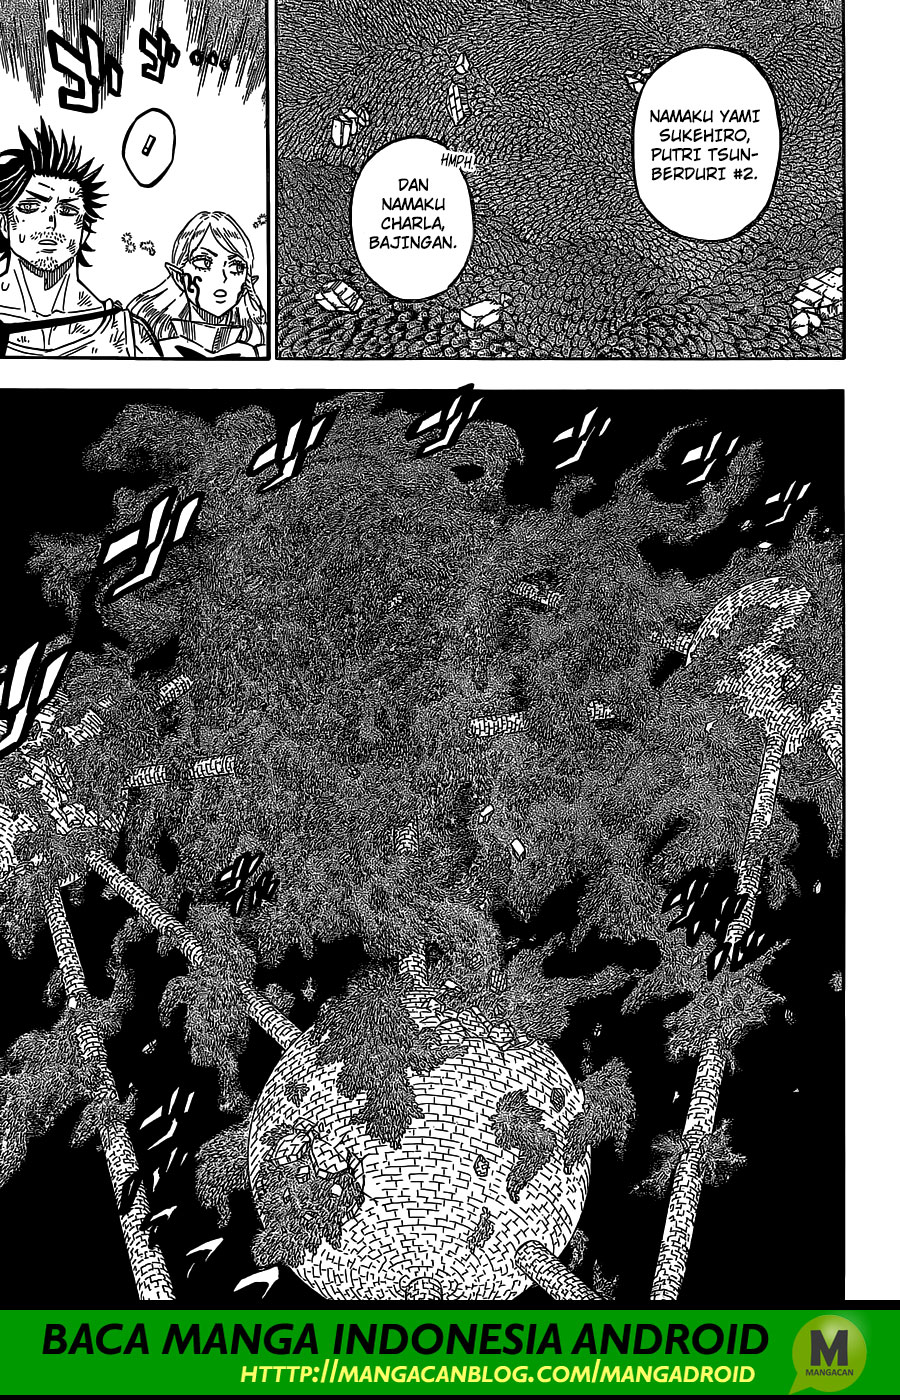 NAMAKU YAMI
SUKEHIRO,
PUTRI TSUN-
BERDURI #2.
HMPH
DAN
NAMAKU
CHARLA,
BAJINGAN.
!
BACA MANGA INDONESIA ANDROID
HTTTP://MANGACANBLOG.COM/MANGADROID
M
MANGACAN